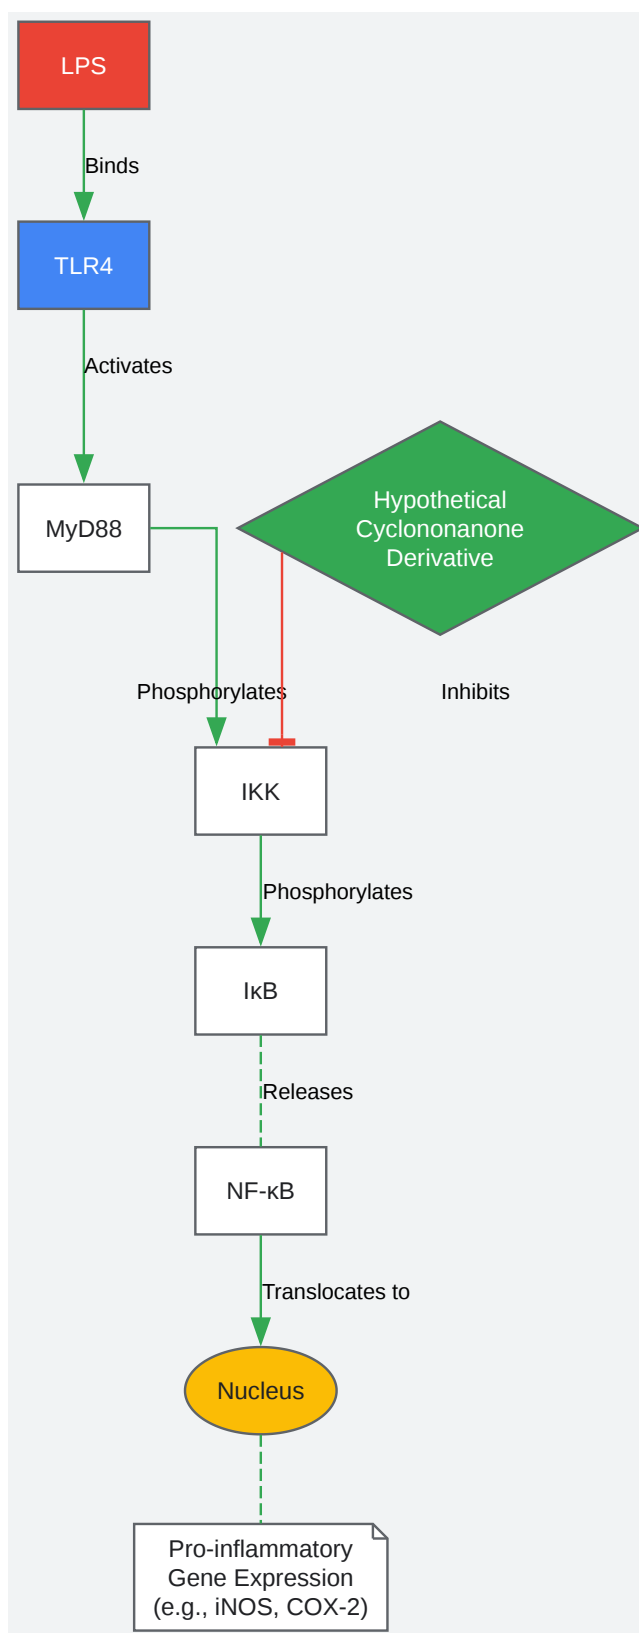 LPS
Binds
TLR4
Activates
MyD88
Hypothetical
Cyclononanone
Derivative
Phosphorylates
Inhibits
IKK
Phosphorylates
IκB
Releases
NF-κB
Translocates to
Nucleus
Pro-inflammatory
Gene Expression
(e.g., iNOS, COX-2)